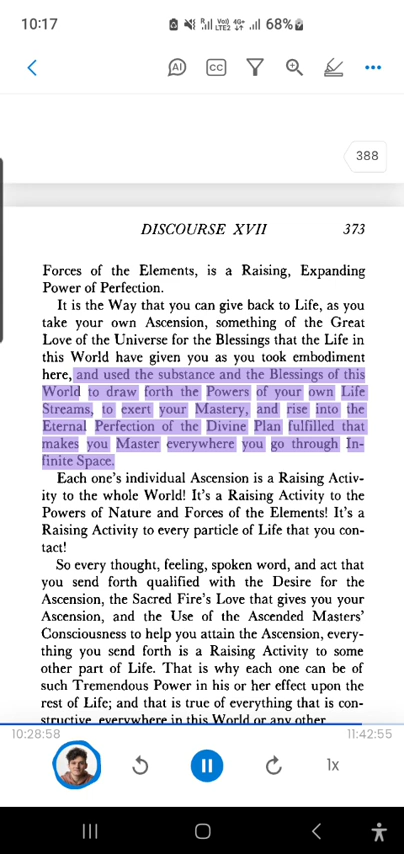 10:17
68%
AI
CC
388
DISCOURSE XVII 373
Forces of the Elements, is a Raising, Expanding
Power of Perfection.
It is the Way that you can give back to Life, as you
take your own Ascension, something of the Great
Love of the Universe for the Blessings that the Life in
this World have given you as you took embodiment
here, and used the substance and the Blessings of this
World to draw forth the Powers of your own Life
Streams, to exert your Mastery, and rise into the
Eternal Perfection of the Divine Plan fulfilled that
makes you Master everywhere you go through In-
finite Space.
Each one's individual Ascension is a Raising Activ-
ity to the whole World! It's a Raising Activity to the
Powers of Nature and Forces of the Elements! It's a
Raising Activity to every particle of Life that you con-
tact!
So every thought, feeling, spoken word, and act that
you send forth qualified with the Desire for the
Ascension, the Sacred Fire's Love that gives you your
Ascension, and the Use of the Ascended Masters'
Consciousness to help you attain the Ascension, every-
thing you send forth is a Raising Activity to some
other part of Life. That is why each one can be of
such Tremendous Power in his or her effect upon the
rest of Life; and that is true of everything that is con-
structive, everywhere in this World or any other
10:28:58 11:42:55
1x